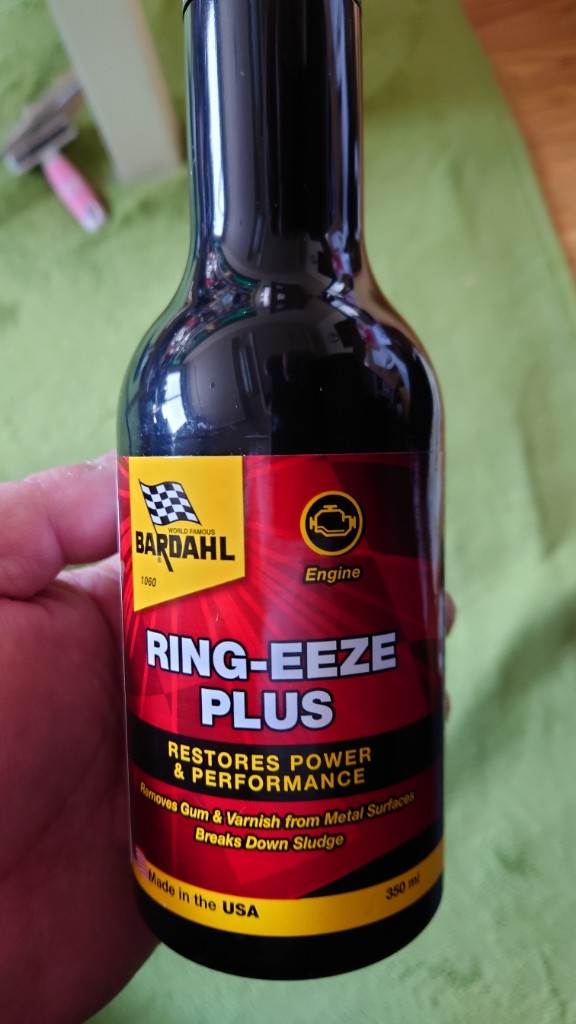 WORLD FAMOUS
BARDAHL
®
1060
Engine
RING-EEZE
PLUS
RESTORES POWER
& PERFORMANCE
Removes Gum & Varnish from Metal Surfaces
Breaks Down Sludge
Made in the USA
350 ml